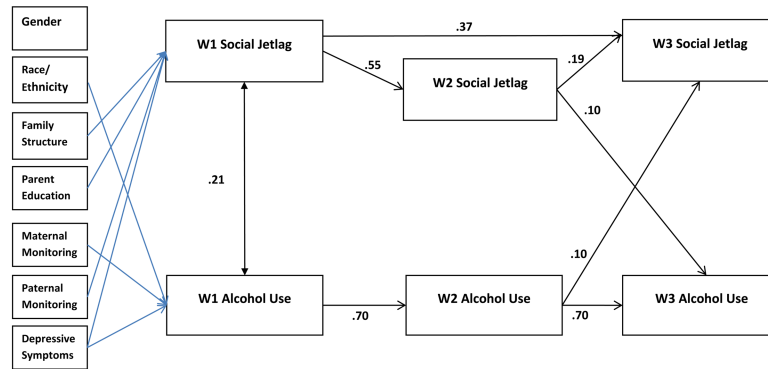 Gender
Race/
Ethnicity
Family
Structure
Parent
Education
Maternal
Monitoring
Paternal
Monitoring
Depressive
Symptoms
W1 Social Jetlag
.37
W3 Social Jetlag
.55
W2 Social Jetlag
.19
.10
.21
.10
W1 Alcohol Use
.70
W2 Alcohol Use
.70
W3 Alcohol Use